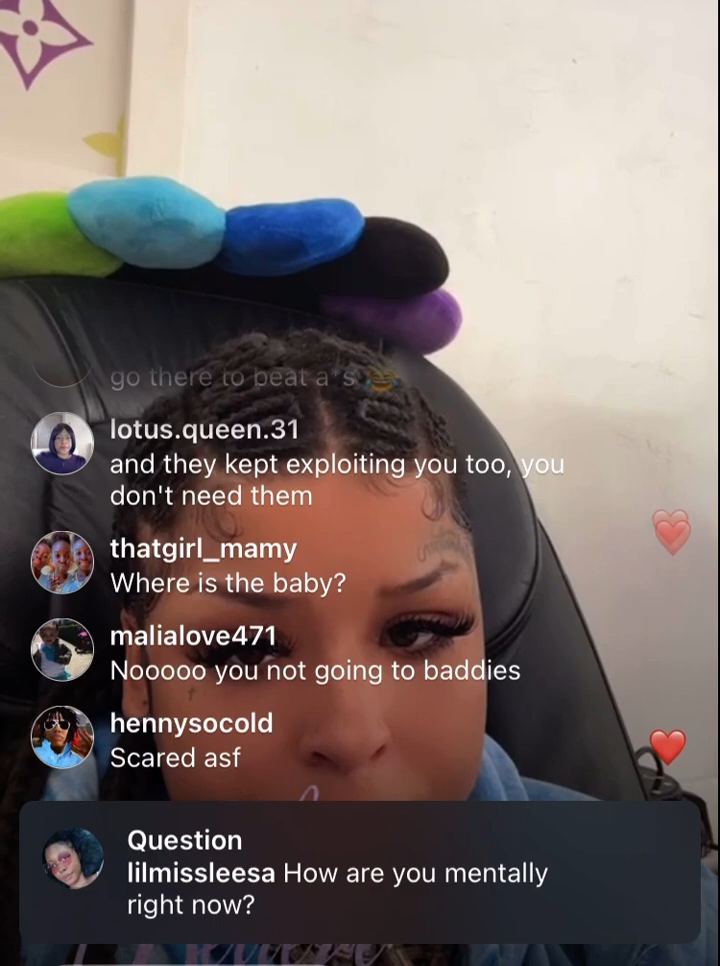 go there to beat a*s 😂
lotus.queen.31
and they kept exploiting you too, you
don't need them
thatgirl_mamy
Where is the baby?
malialove471
Nooooo you not going to baddies
hennysocold
Scared asf
Question
lilmissleesa How are you mentally
right now?